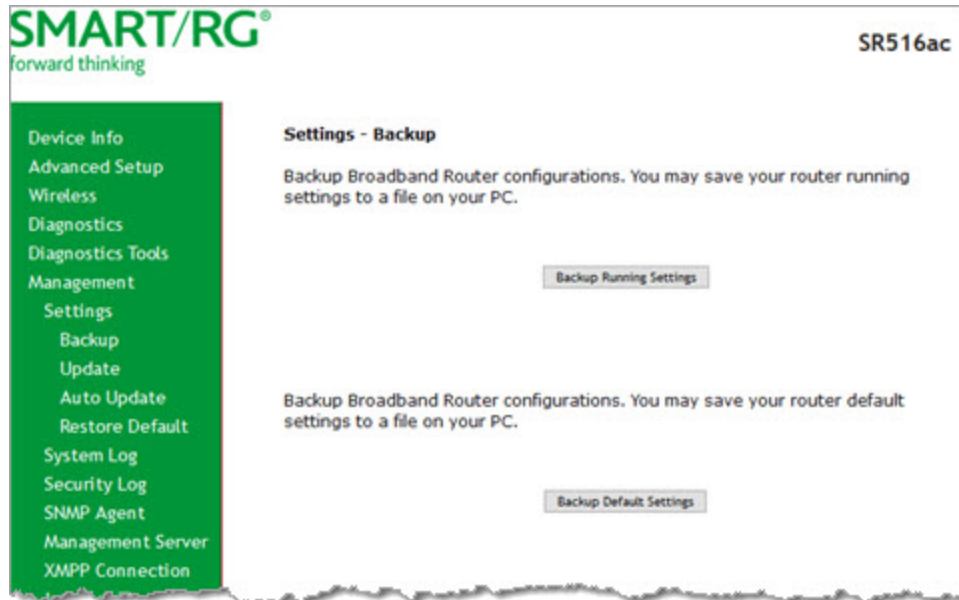 SMART/RG®
forward thinking
SR516ac
Device Info
Advanced Setup
Wireless
Diagnostics
Diagnostics Tools
Management
Settings
Backup
Update
Auto Update
Restore Default
System Log
Security Log
SNMP Agent
Management Server
XMPP Connection
Settings - Backup
Backup Broadband Router configurations. You may save your router running
settings to a file on your PC.
Backup Running Settings
Backup Broadband Router configurations. You may save your router default
settings to a file on your PC.
Backup Default Settings